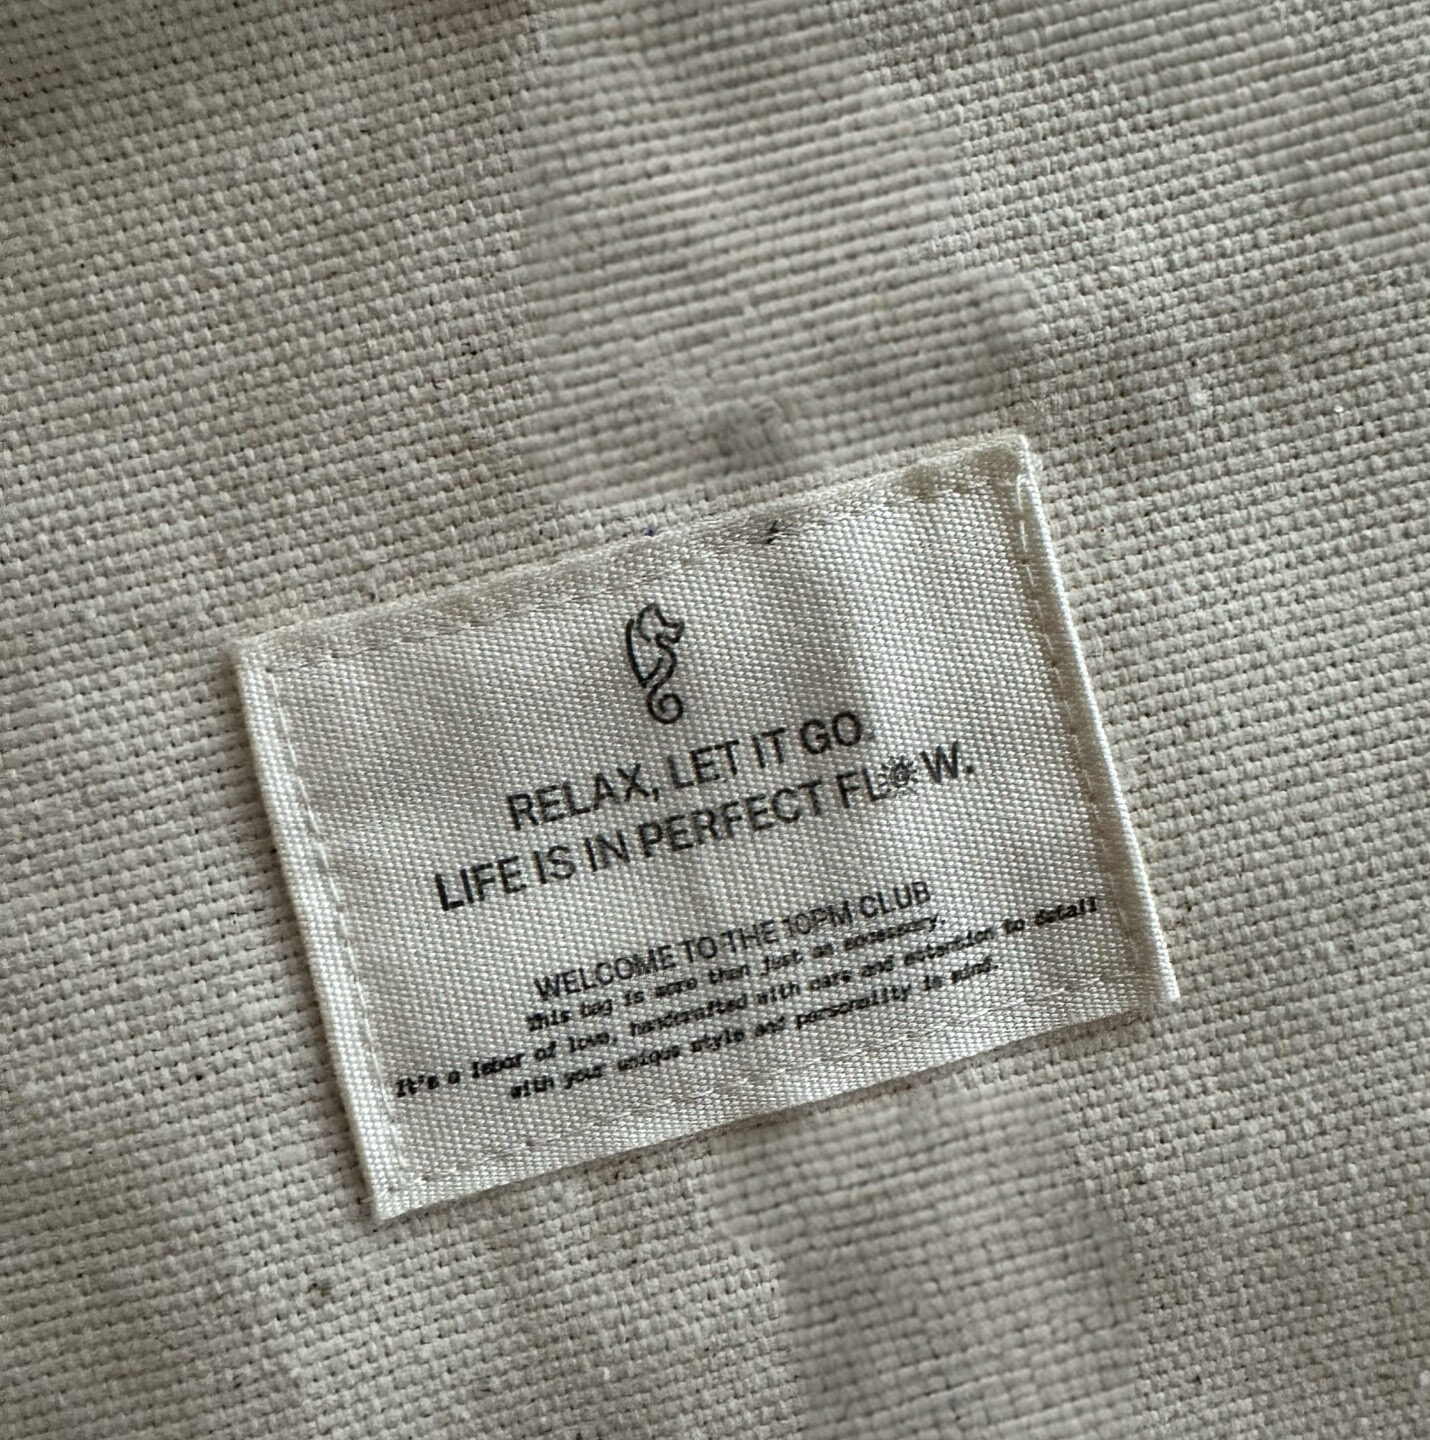 RELAX, LET IT GO.
LIFE IS IN PERFECT FLOW.
WELCOME TO THE 10PM CLUB
This bag is more than just an accessory.
It's a labor of love, handcrafted with care and attention to detail
with your unique style and personality in mind.